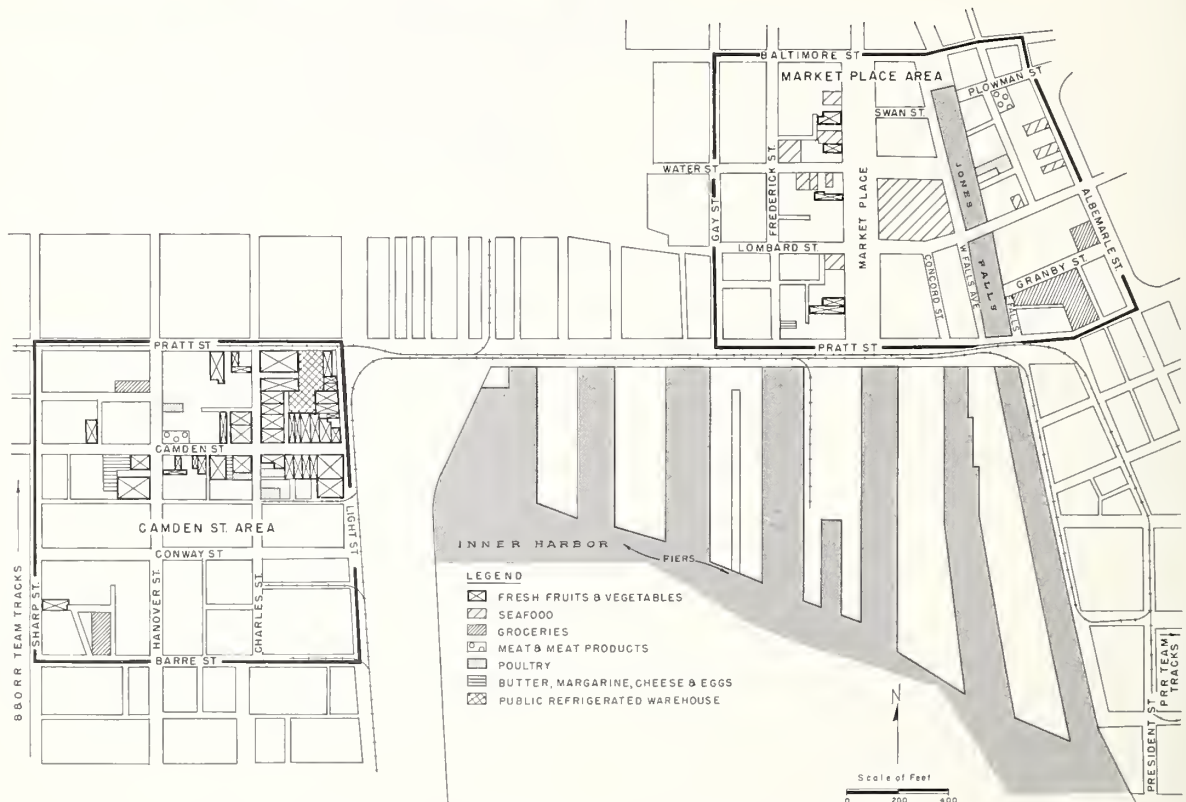 BALTIMORE ST
MARKET PLACE AREA
PLOWMAN ST
SWAN ST.
JONES
FALLS
WATER ST
GAY ST.
FREDERICK ST.
MARKET PLACE
ALBEMARLE ST.
LOMBARD ST.
CONCORD ST
W FALLS AVE
GRANBY ST
FALLS
PRATT ST
PRATT ST
CAMDEN ST
CAMDEN ST. AREA
LIGHT ST
CONWAY ST
SHARP ST.
HANOVER ST.
CHARLES ST.
BARRE ST
B&O RR TEAM TRACKS
INNER HARBOR
PIERS
LEGEND
FRESH FRUITS & VEGETABLES
SEAFOOD
GROCERIES
MEAT & MEAT PRODUCTS
POULTRY
BUTTER, MARGARINE, CHEESE & EGGS
PUBLIC REFRIGERATED WAREHOUSE
N
Scale of Feet
0 200 400
PRESIDENT ST
PRR TEAM
TRACKS